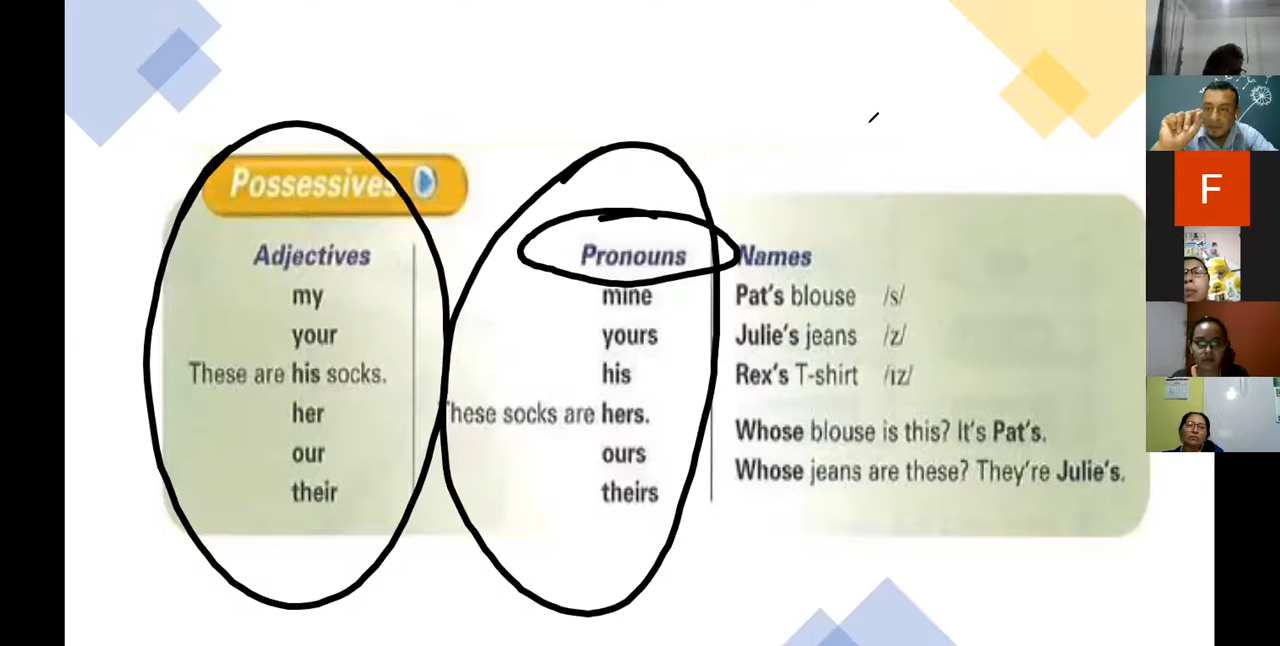 Possessives
Adjectives
my
your
These are his socks.
her
our
their
Pronouns
mine
yours
his
These socks are hers.
ours
theirs
Names
Pat's blouse /s/
Julie's jeans /z/
Rex's T-shirt /ɪz/
Whose blouse is this? It's Pat's.
Whose jeans are these? They're Julie's.
F